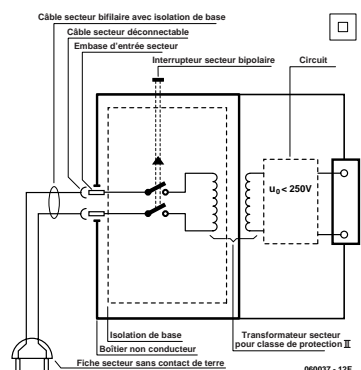 Câble secteur bifilaire avec isolation de base
Câble secteur déconnectable
Embase d'entrée secteur
Interrupteur secteur bipolaire
Circuit
u0 < 250V
Isolation de base
Boîtier non conducteur
Fiche secteur sans contact de terre
Transformateur secteur
pour classe de protection II
060037 - 12F